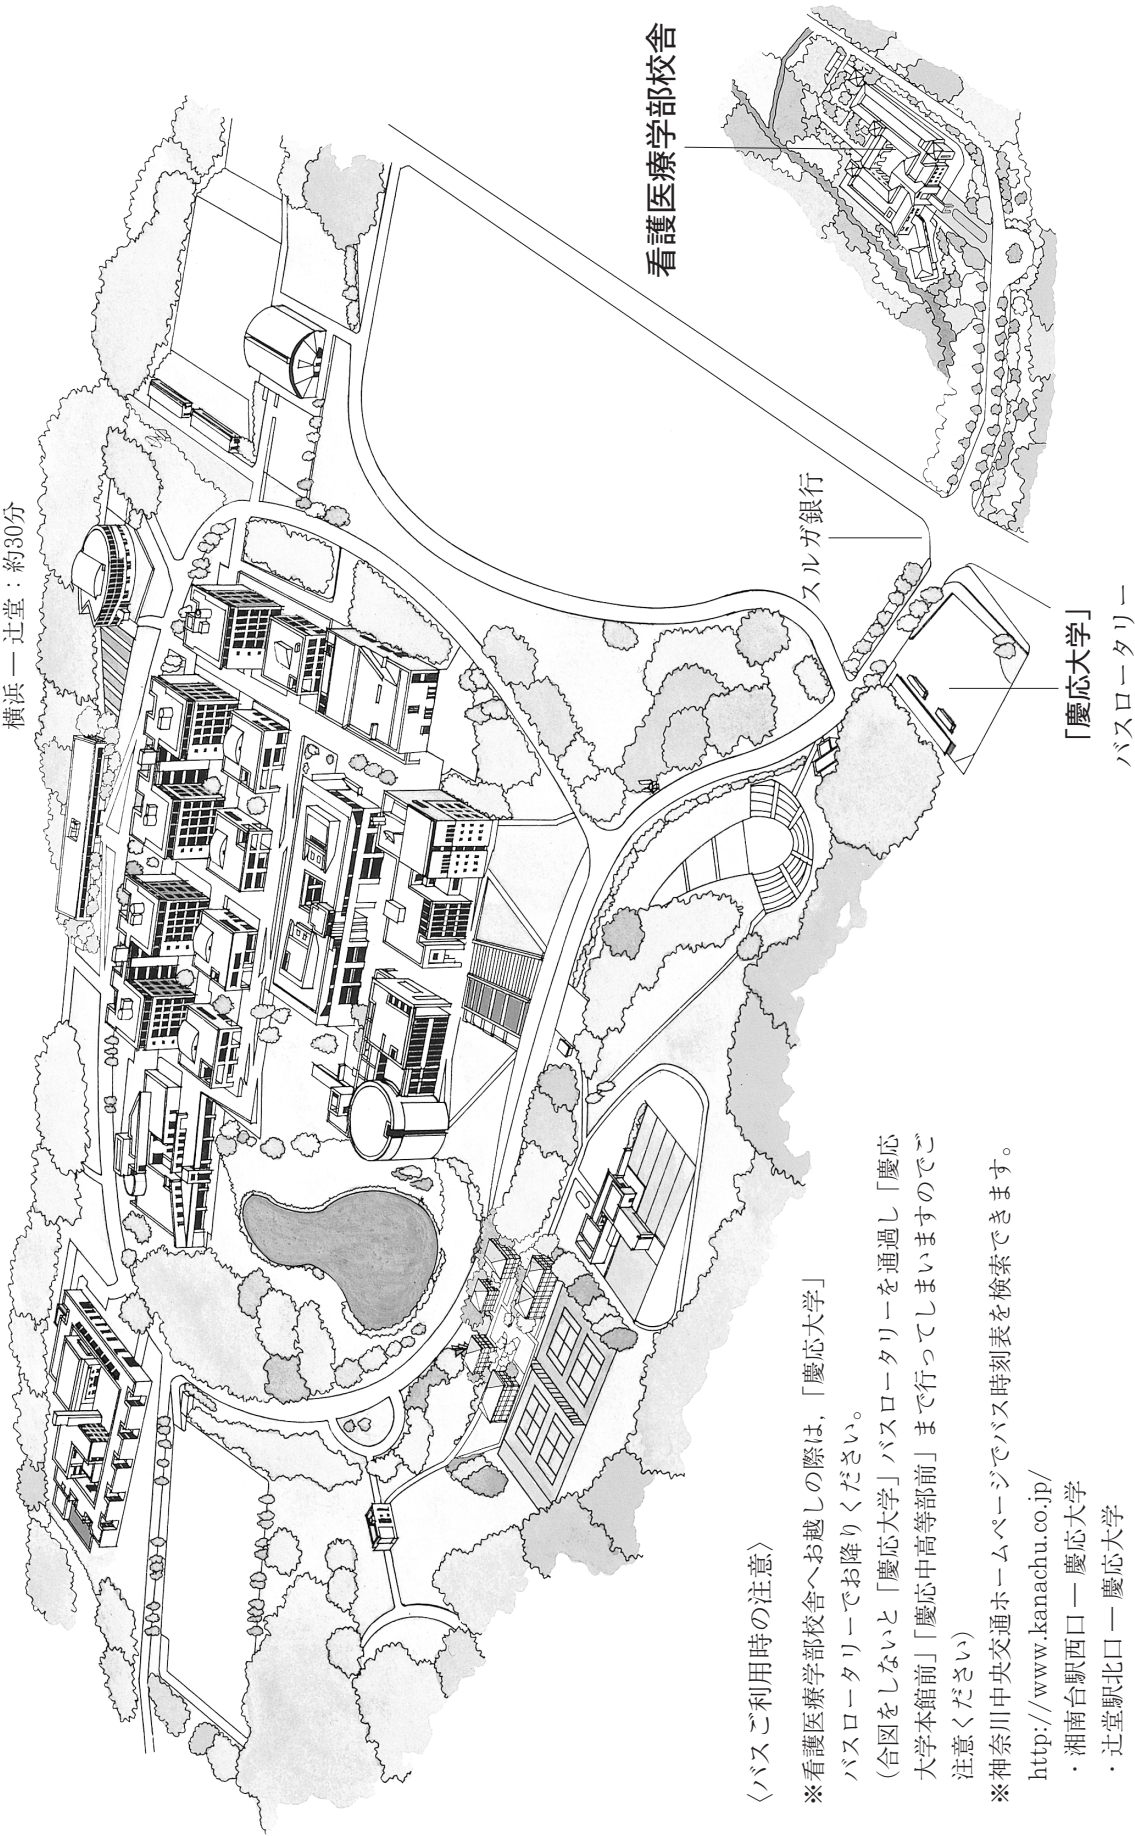 横浜 ― 辻堂：約30分
看護医療学部校舎
スルガ銀行
「慶応大学」
バスロータリー
〈バスご利用時の注意〉
※看護医療学部校舎へお越しの際は，「慶応大学」
バスロータリーでお降りください。
（合図をしないと「慶応大学」バスロータリーを通過し「慶応
大学本館前」「慶応中高等部前」まで行ってしまいますのでご
注意ください）
※神奈川中央交通ホームページでバス時刻表を検索できます。
http://www.kanachu.co.jp/
・湘南台駅西口 ― 慶応大学
・辻堂駅北口 ― 慶応大学